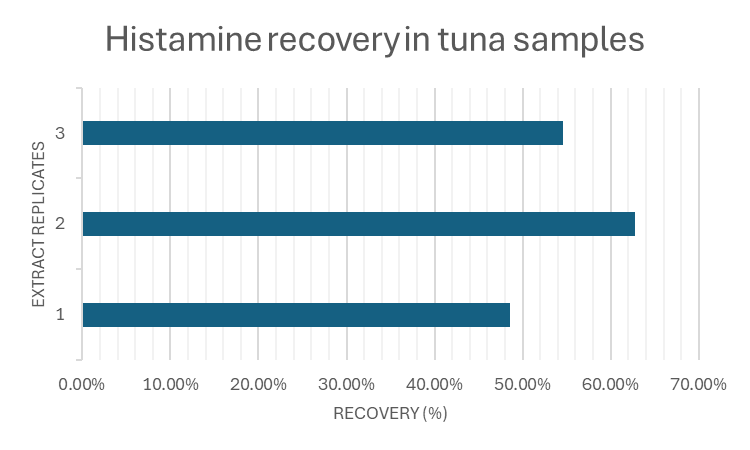 Histamine recovery in tuna samples
EXTRACT REPLICATES
3
2
1
0.00% 10.00% 20.00% 30.00% 40.00% 50.00% 60.00% 70.00%
RECOVERY (%)